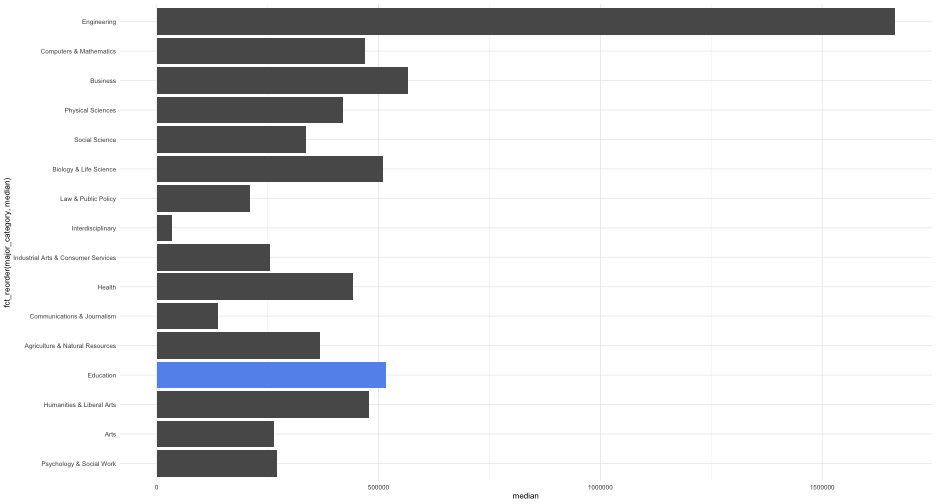 Engineering
Computers & Mathematics
Business
Physical Sciences
Social Science
Biology & Life Science
Law & Public Policy
Interdisciplinary
Industrial Arts & Consumer Services
Health
Communications & Journalism
Agriculture & Natural Resources
Education
Humanities & Liberal Arts
Arts
Psychology & Social Work
fct_reorder(major_category, median)
0 500000 1000000 1500000
median